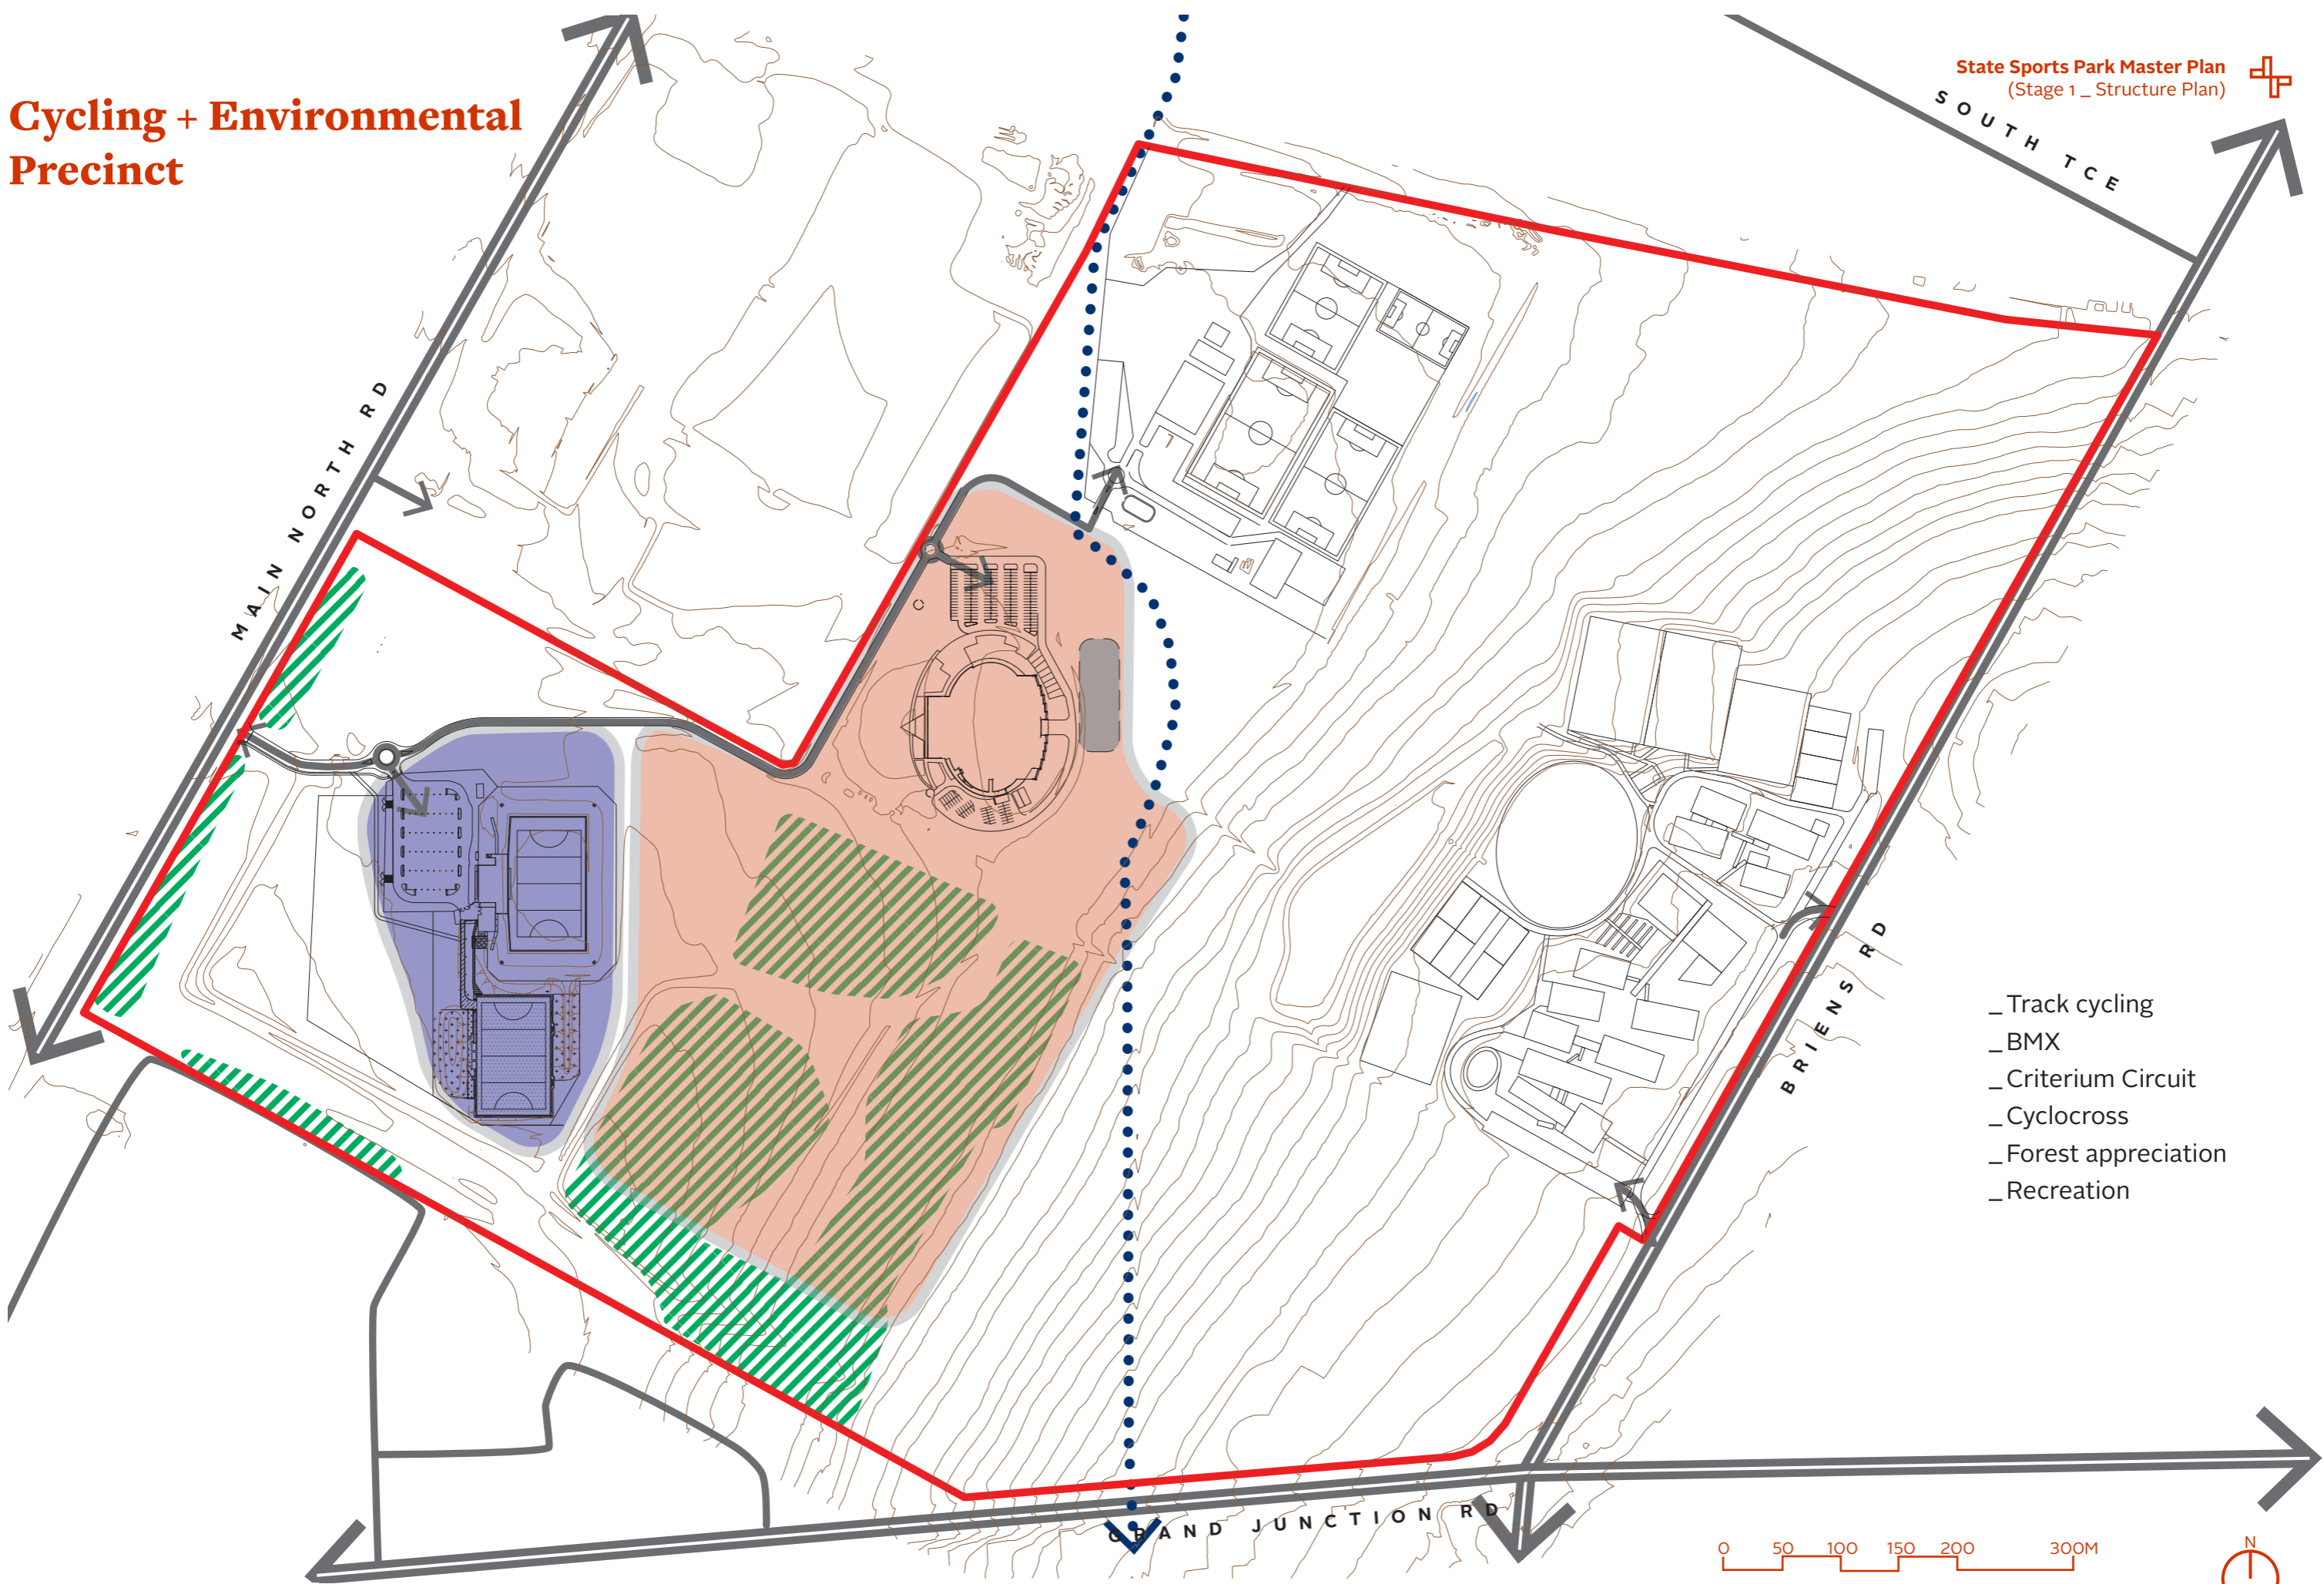 Cycling + Environmental
Precinct
State Sports Park Master Plan
(Stage 1 _ Structure Plan)
SOUTH TCE
MAIN NORTH RD
BRIENS RD
_Track cycling
_BMX
_Criterium Circuit
_Cyclocross
_Forest appreciation
_Recreation
GRAND JUNCTION RD
0 50 100 150 200 300M
N